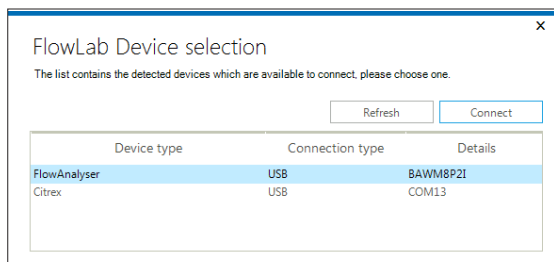 ×
FlowLab Device selection
The list contains the detected devices which are available to connect, please choose one.
Refresh Connect
Device type Connection type Details
FlowAnalyser USB BAWM8P2I
Citrex USB COM13